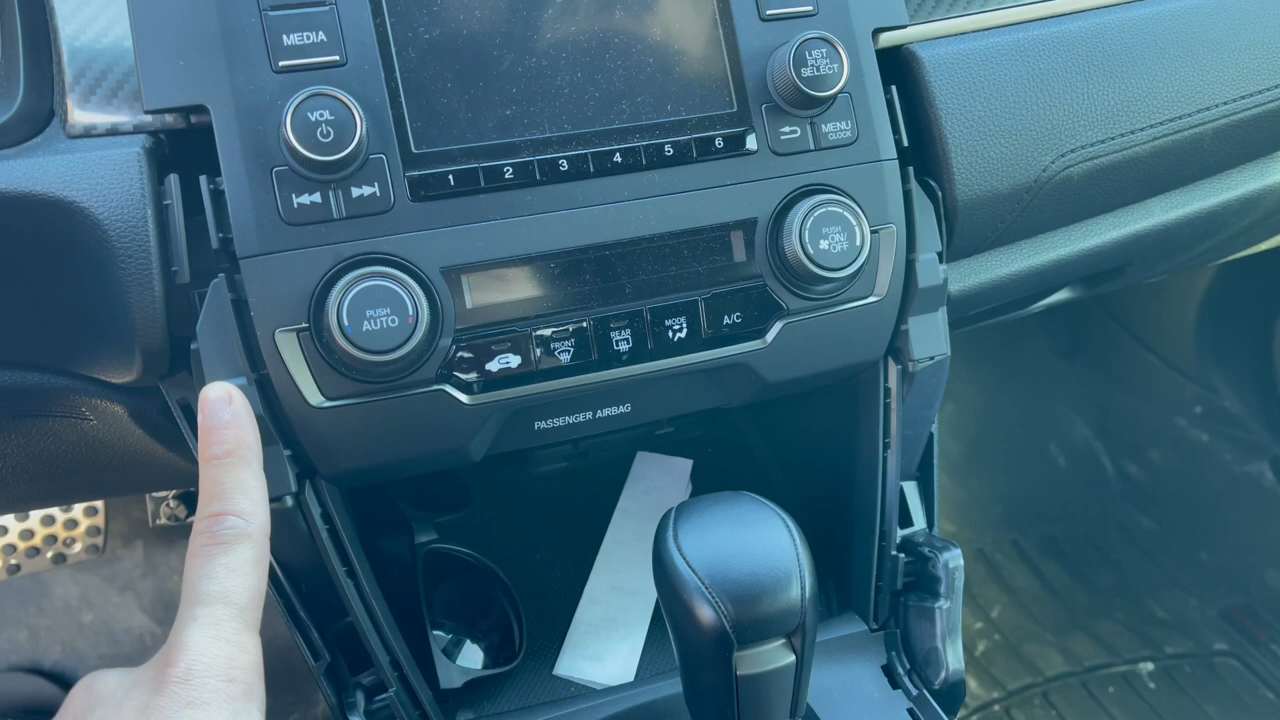 MEDIA
VOL
LIST
PUSH
SELECT
MENU
CLOCK
1 2 3 4 5 6
PUSH
AUTO
PUSH
ON/
OFF
FRONT
REAR
MODE
A/C
PASSENGER AIRBAG